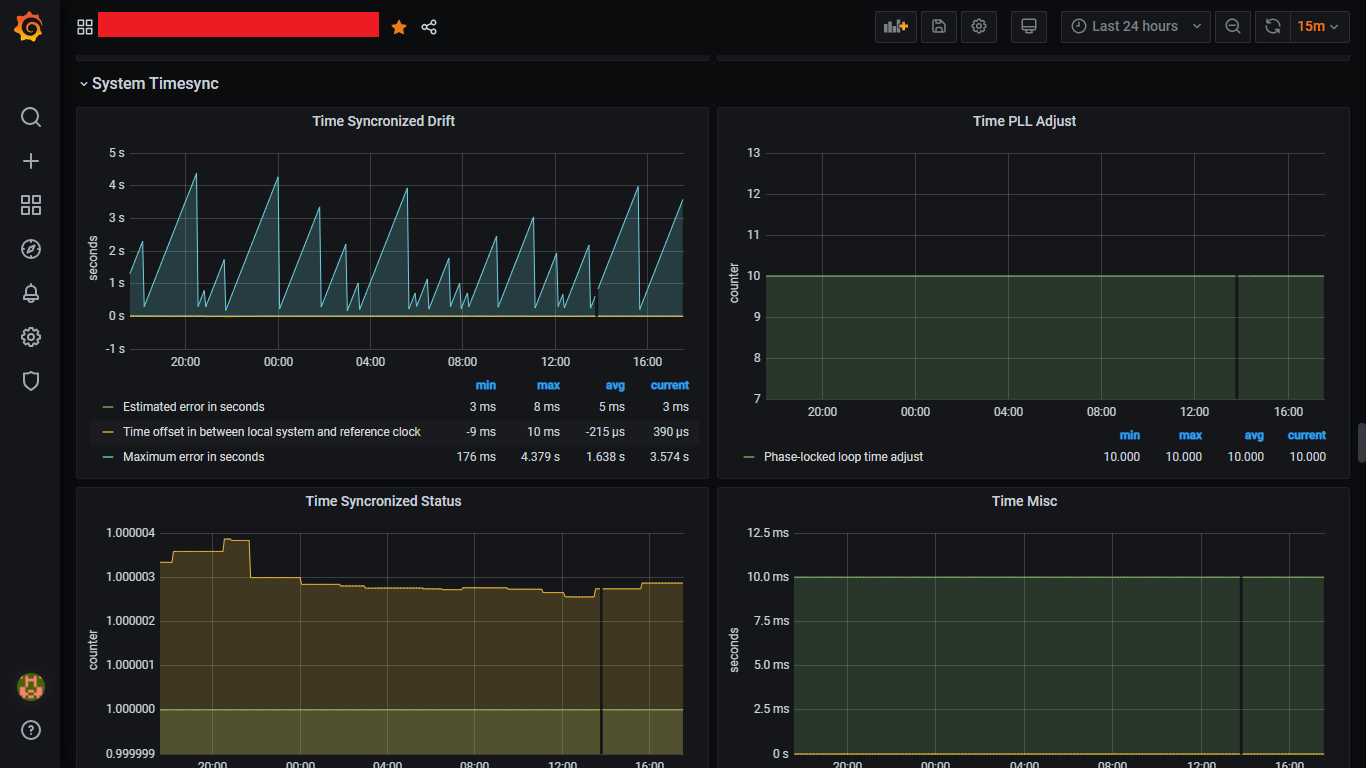 Last 24 hours 15m
System Timesync
Time Syncronized Drift
5 s
4 s
3 s
2 s
1 s
0 s
-1 s
seconds
20:00 00:00 04:00 08:00 12:00 16:00
min max avg current
Estimated error in seconds 3 ms 8 ms 5 ms 3 ms
Time offset in between local system and reference clock -9 ms 10 ms -215 µs 390 µs
Maximum error in seconds 176 ms 4.379 s 1.638 s 3.574 s
Time PLL Adjust
13
12
11
10
9
8
7
counter
20:00 00:00 04:00 08:00 12:00 16:00
min max avg current
Phase-locked loop time adjust 10.000 10.000 10.000 10.000
Time Syncronized Status
1.000004
1.000003
1.000002
1.000001
1.000000
0.999999
counter
20:00 00:00 04:00 08:00 12:00 16:00
Time Misc
12.5 ms
10.0 ms
7.5 ms
5.0 ms
2.5 ms
0 s
seconds
20:00 00:00 04:00 08:00 12:00 16:00